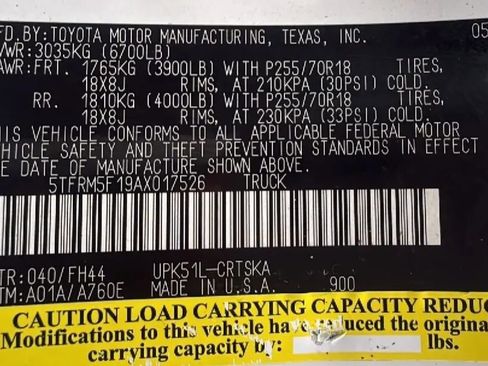 FD.BY:TOYOTA MOTOR MANUFACTURING, TEXAS, INC. 05
VWR:3035KG (6700LB)
AWR:FRT. 1765KG (3900LB) WITH P255/70R18 TIRES,
18X8J RIMS, AT 210KPA (30PSI) COLD.
RR. 1810KG (4000LB) WITH P255/70R18 TIRES,
18X8J RIMS, AT 230KPA (33PSI) COLD.
HIS VEHICLE CONFORMS TO ALL APPLICABLE FEDERAL MOTOR
EHICLE SAFETY AND THEFT PREVENTION STANDARDS IN EFFECT
HE DATE OF MANUFACTURE SHOWN ABOVE.
5TFRM5F19AX017526 TRUCK
TR:040/FH44 UPK51L-CRTSKA
TM:A01A/A760E MADE IN U.S.A. 900
CAUTION LOAD CARRYING CAPACITY REDUC
Modifications to this vehicle have reduced the origina
carrying capacity by: lbs.